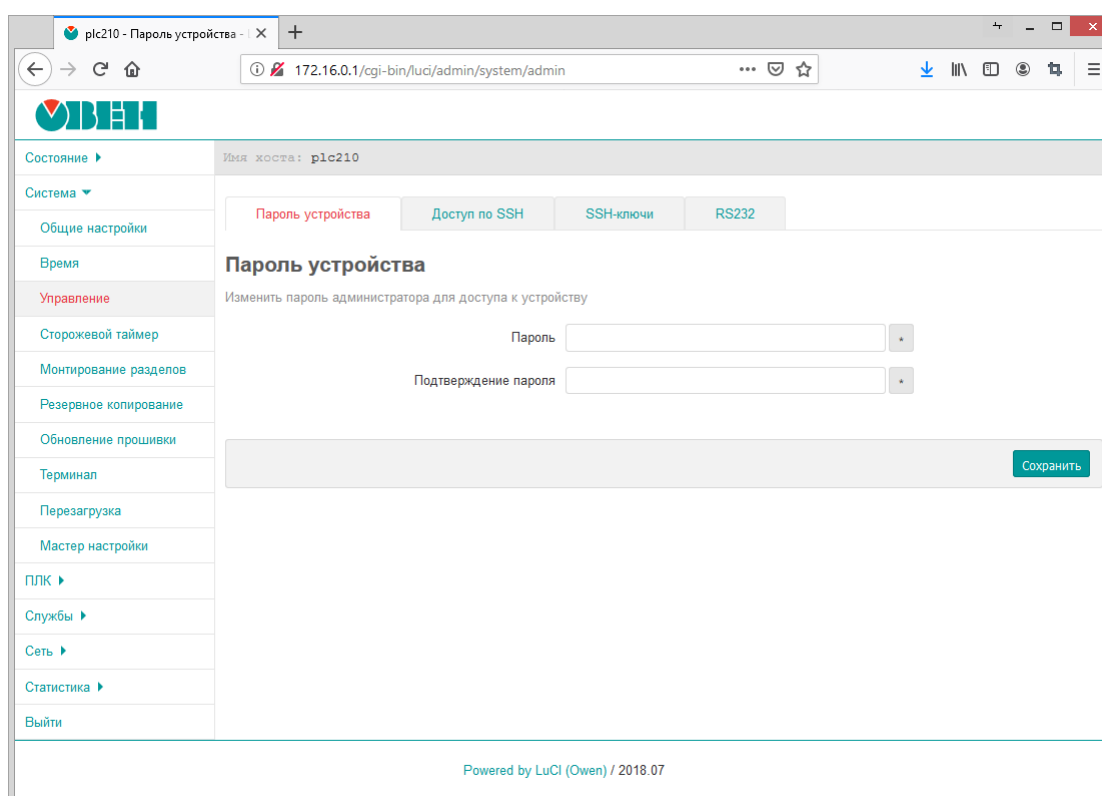 plc210 - Пароль устройства -
172.16.0.1/cgi-bin/luci/admin/system/admin
ОВЕН
Состояние
Имя хоста: plc210
Система
Пароль устройства
Доступ по SSH
SSH-ключи
RS232
Общие настройки
Время
Управление
Сторожевой таймер
Монтирование разделов
Резервное копирование
Обновление прошивки
Терминал
Перезагрузка
Мастер настройки
ПЛК
Службы
Сеть
Статистика
Выйти
Пароль устройства
Изменить пароль администратора для доступа к устройству
Пароль
*
Подтверждение пароля
*
Сохранить
Powered by LuCI (Owen) / 2018.07